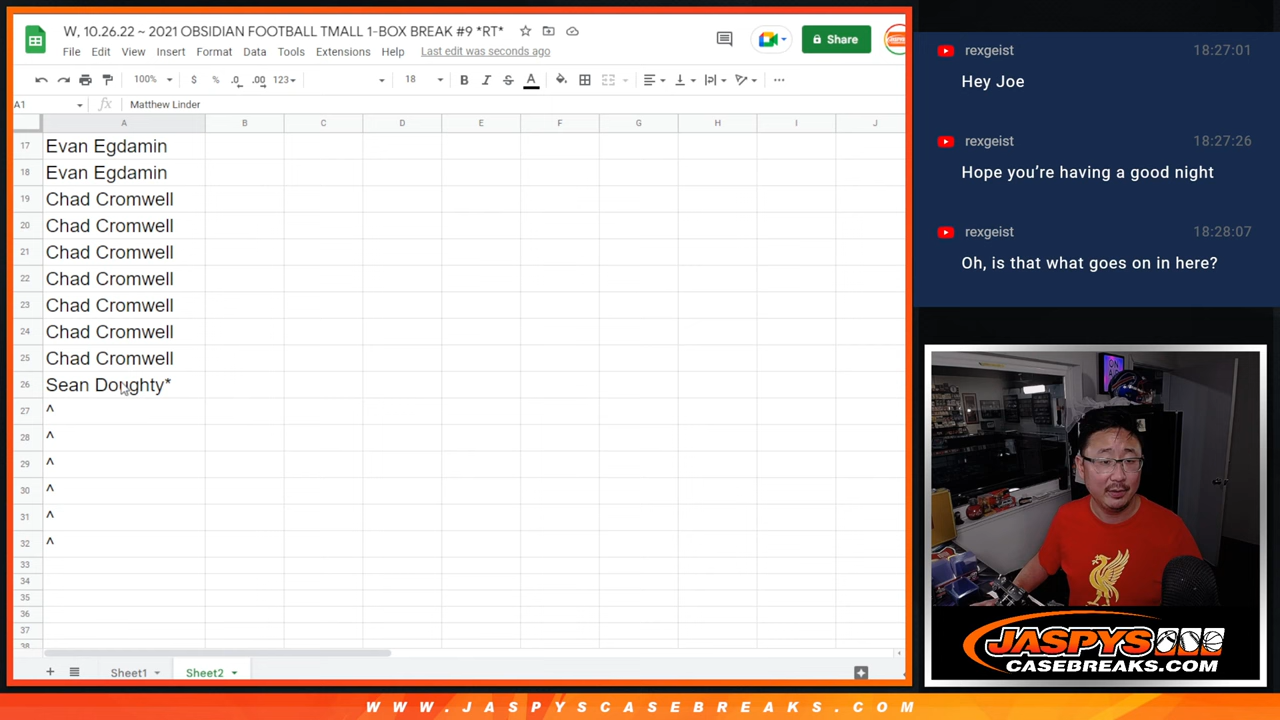 W, 10.26.22 ~ 2021 OBSIDIAN FOOTBALL TMALL 1-BOX BREAK #9 *RT*
File Edit View Insert Format Data Tools Extensions Help Last edit was seconds ago
Share
100% $ % .0 .00 123 18 B I S A
A1 fx Matthew Linder
A B C D E F G H I J
17 Evan Egdamin
18 Evan Egdamin
19 Chad Cromwell
20 Chad Cromwell
21 Chad Cromwell
22 Chad Cromwell
23 Chad Cromwell
24 Chad Cromwell
25 Chad Cromwell
26 Sean Doughty*
27 ^
28 ^
29 ^
30 ^
31 ^
32 ^
33
34
35
36
37
38
Sheet1 Sheet2
rexgeist 18:27:01
Hey Joe
rexgeist 18:27:26
Hope you’re having a good night
rexgeist 18:28:07
Oh, is that what goes on in here?
ON
JASPYS
CASEBREAKS.COM
WWW.JASPYSCASEBREAKS.COM